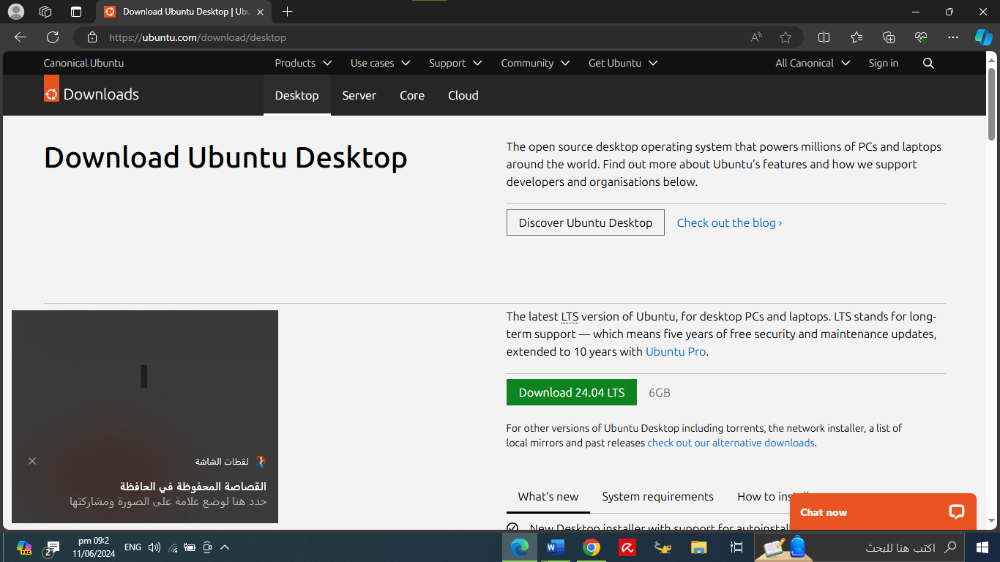 Download Ubuntu Desktop | Ubu
https://ubuntu.com/download/desktop
Canonical Ubuntu
Products
Use cases
Support
Community
Get Ubuntu
All Canonical
Sign in
Downloads
Desktop
Server
Core
Cloud
Download Ubuntu Desktop
The open source desktop operating system that powers millions of PCs and laptops
around the world. Find out more about Ubuntu’s features and how we support
developers and organisations below.
Discover Ubuntu Desktop
Check out the blog ›
The latest LTS version of Ubuntu, for desktop PCs and laptops. LTS stands for long-
term support — which means five years of free security and maintenance updates,
extended to 10 years with Ubuntu Pro.
Download 24.04 LTS
6GB
For other versions of Ubuntu Desktop including torrents, the network installer, a list of
local mirrors and past releases check out our alternative downloads.
What’s new
System requirements
How to install
New Desktop installer with support for autoinstall
Chat now
لقطات الشاشة
القصاصة المحفوظة في الحافظة
حدد هنا لوضع علامة على الصورة ومشاركتها
PRE
2
pm 09:2
11/06/2024
ENG
W
اكتب هنا للبحث